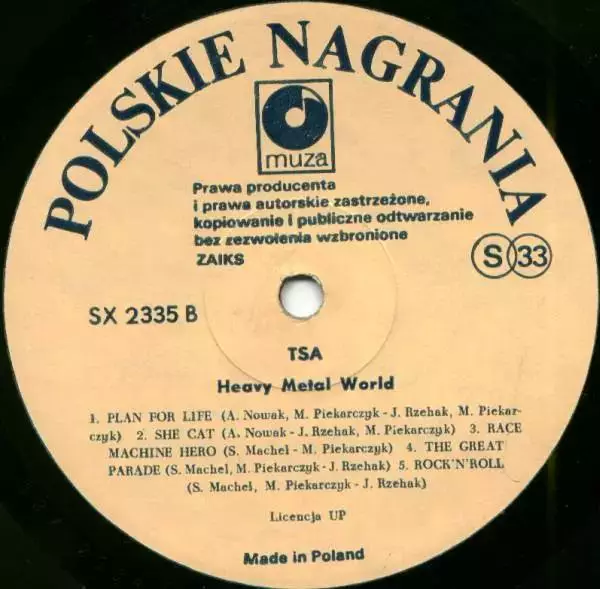 POLSKIE NAGRANIA
muza
Prawa producenta
i prawa autorskie zastrzeżone,
kopiowanie i publiczne odtwarzanie
bez zezwolenia wzbronione
ZAIKS
S 33
SX 2335 B
TSA
Heavy Metal World
1. PLAN FOR LIFE (A. Nowak, M. Piekarczyk - J. Rzehak, M. Piekar-
czyk) 2. SHE CAT (A. Nowak - J. Rzehak, M. Piekarczyk) 3. RACE
MACHINE HERO (S. Machel - M. Piekarczyk) 4. THE GREAT
PARADE (S. Machel, M. Piekarczyk - J. Rzehak) 5. ROCK'N'ROLL
(S. Machel, M. Piekarczyk - J. Rzehak)
Licencja UP
Made in Poland